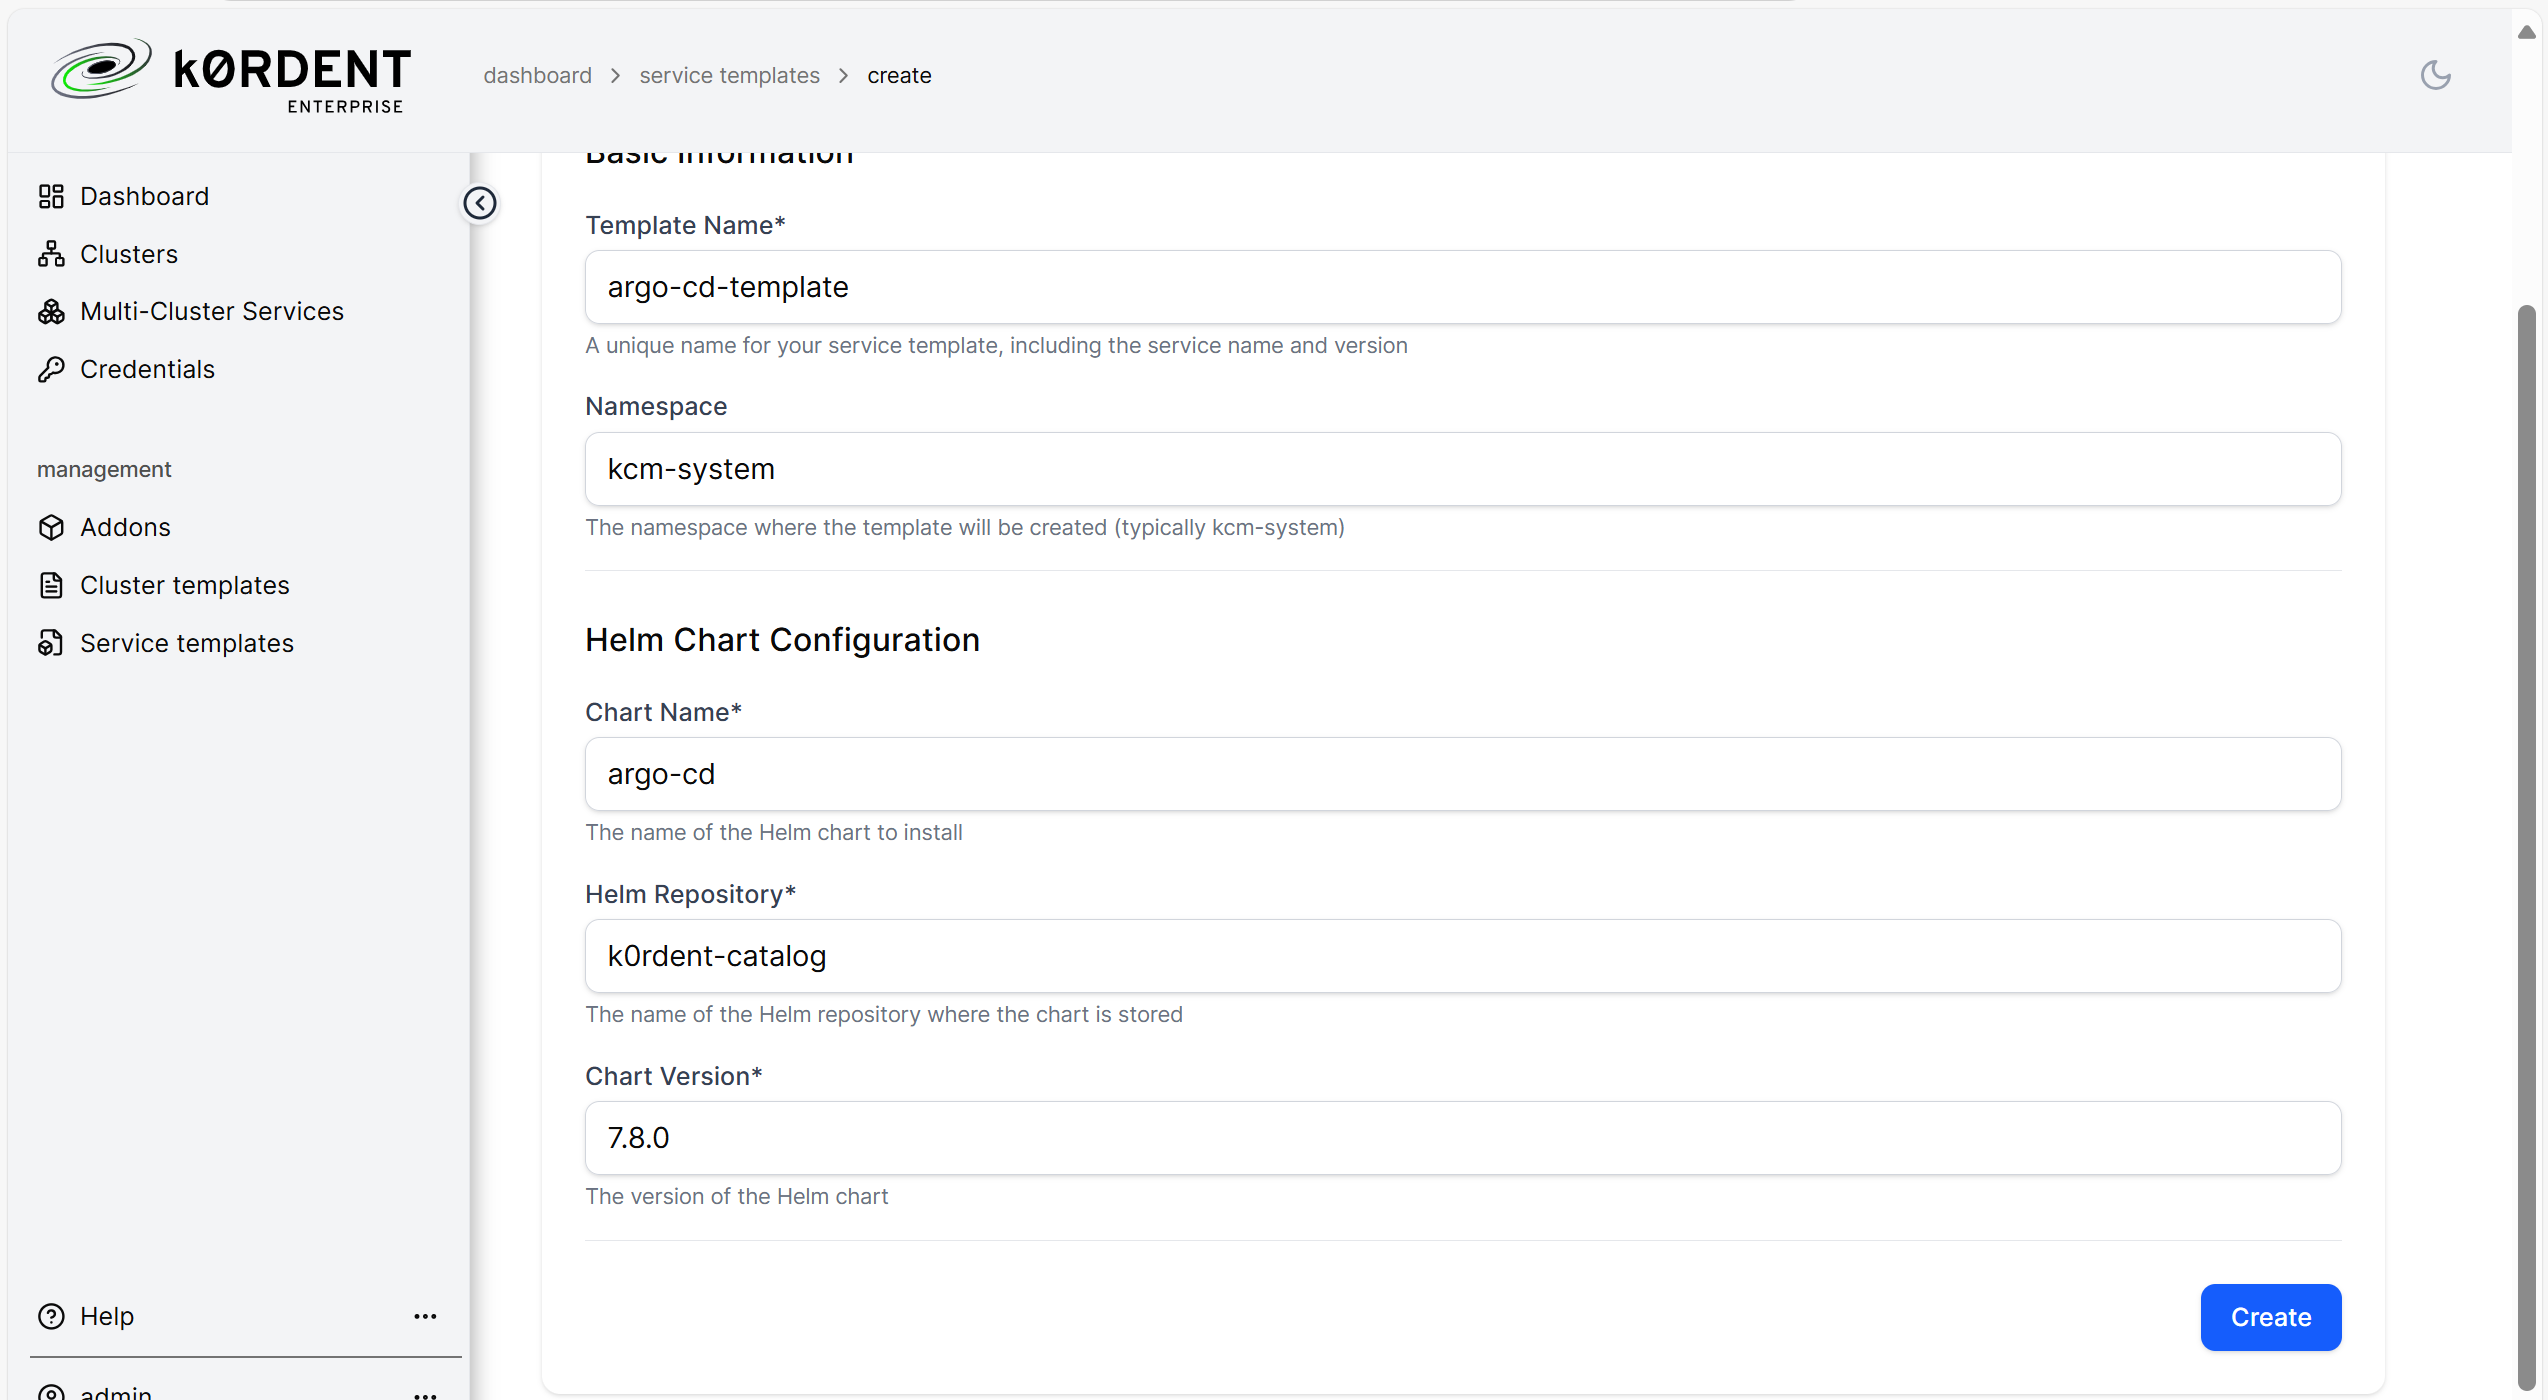 kØRDENT
ENTERPRISE
dashboard > service templates > create
Dashboard
Clusters
Multi-Cluster Services
Credentials
management
Addons
Cluster templates
Service templates
Help
admin
Basic Information
Template Name*
argo-cd-template
A unique name for your service template, including the service name and version
Namespace
kcm-system
The namespace where the template will be created (typically kcm-system)
Helm Chart Configuration
Chart Name*
argo-cd
The name of the Helm chart to install
Helm Repository*
k0rdent-catalog
The name of the Helm repository where the chart is stored
Chart Version*
7.8.0
The version of the Helm chart
Create